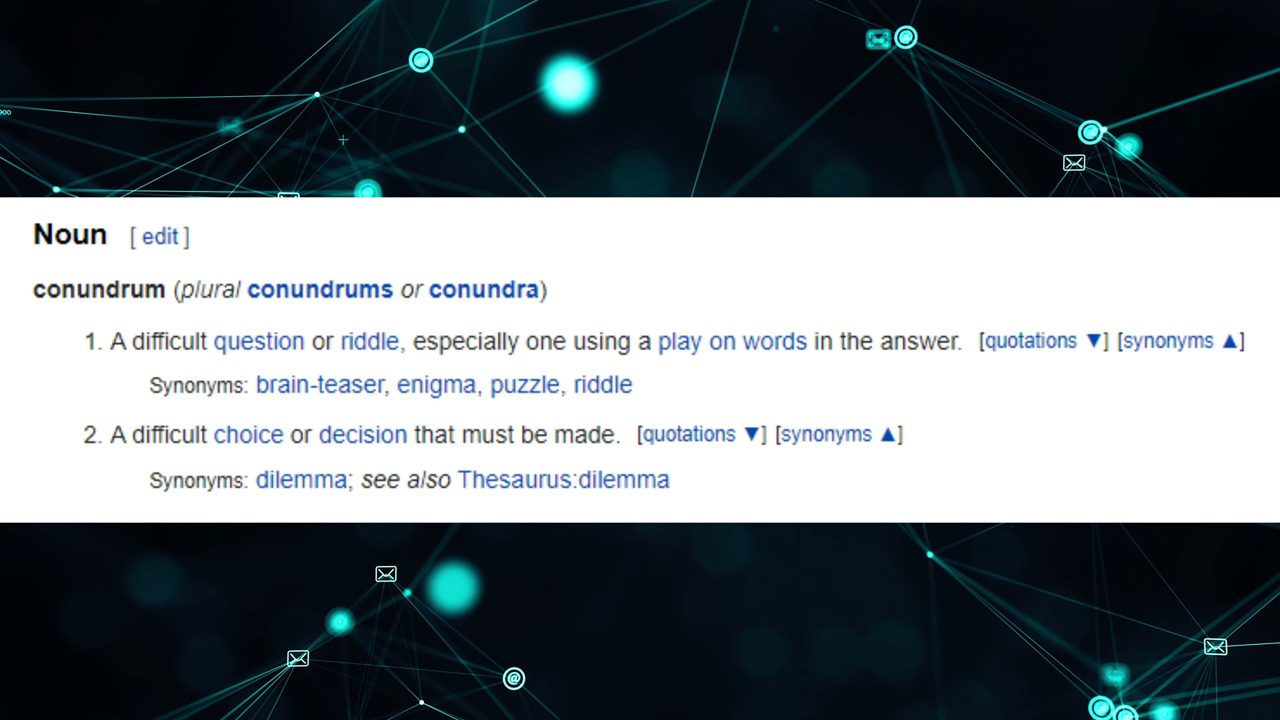 Noun [ edit ]
conundrum (plural conundrums or conundra)
1. A difficult question or riddle, especially one using a play on words in the answer. [quotations ▼] [synonyms ▲]
Synonyms: brain-teaser, enigma, puzzle, riddle
2. A difficult choice or decision that must be made. [quotations ▼] [synonyms ▲]
Synonyms: dilemma; see also Thesaurus:dilemma